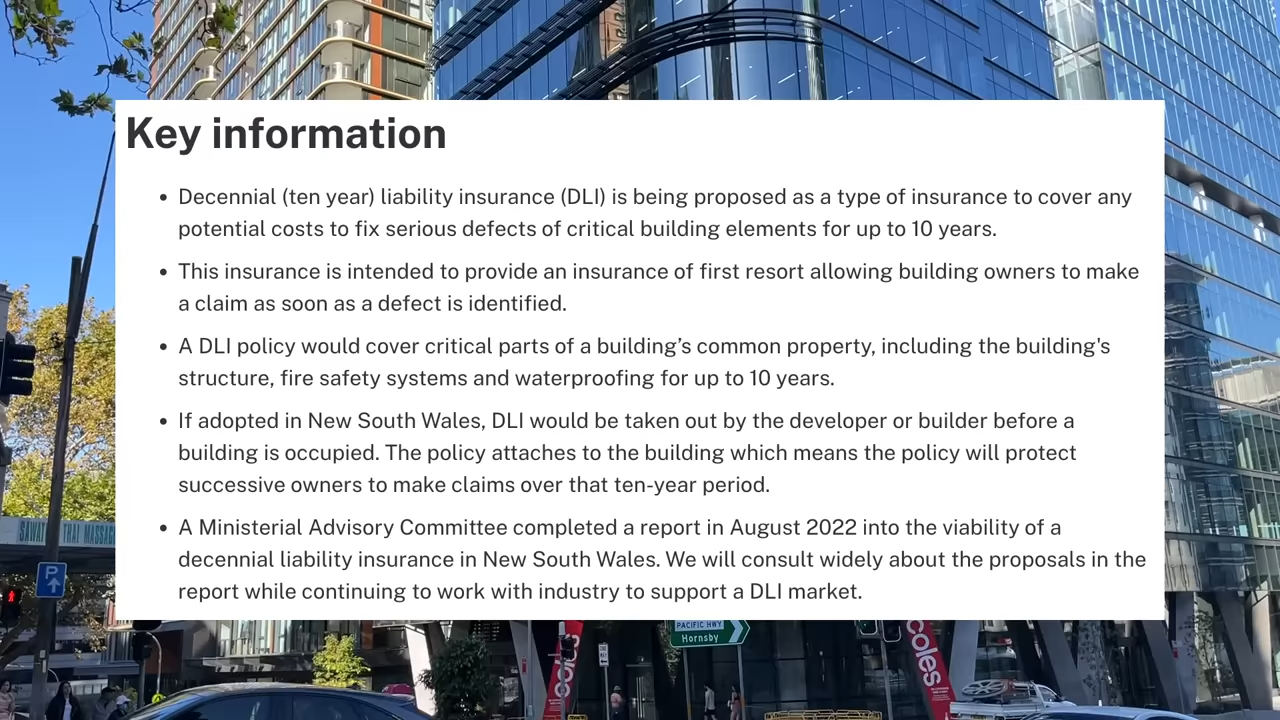 Key information
• Decennial (ten year) liability insurance (DLI) is being proposed as a type of insurance to cover any
potential costs to fix serious defects of critical building elements for up to 10 years.
• This insurance is intended to provide an insurance of first resort allowing building owners to make
a claim as soon as a defect is identified.
• A DLI policy would cover critical parts of a building’s common property, including the building's
structure, fire safety systems and waterproofing for up to 10 years.
• If adopted in New South Wales, DLI would be taken out by the developer or builder before a
building is occupied. The policy attaches to the building which means the policy will protect
successive owners to make claims over that ten-year period.
• A Ministerial Advisory Committee completed a report in August 2022 into the viability of a
decennial liability insurance in New South Wales. We will consult widely about the proposals in the
report while continuing to work with industry to support a DLI market.
THAI MASSAGE
P
PACIFIC HWY
Hornsby
coles
coles